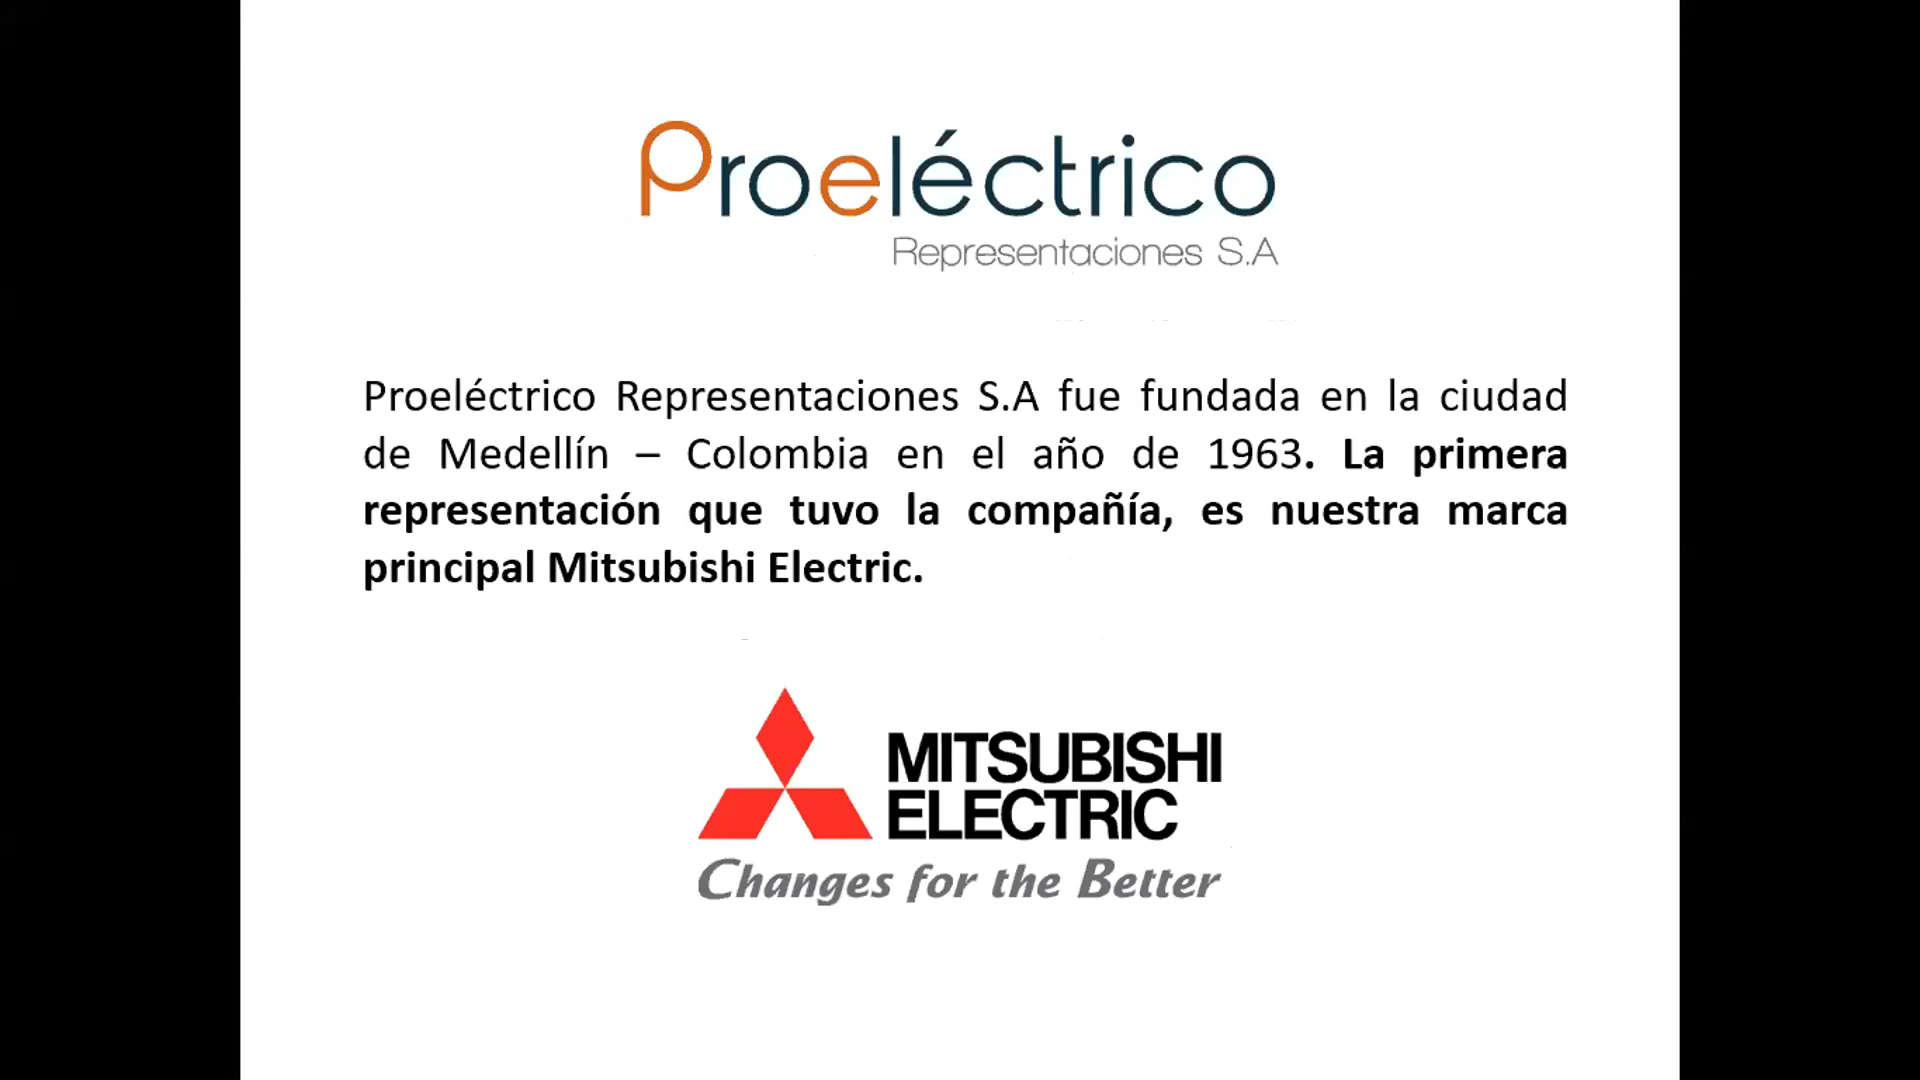 Proeléctrico
Representaciones S.A
Proeléctrico Representaciones S.A fue fundada en la ciudad
de Medellín – Colombia en el año de 1963. La primera
representación que tuvo la compañía, es nuestra marca
principal Mitsubishi Electric.
MITSUBISHI
ELECTRIC
Changes for the Better